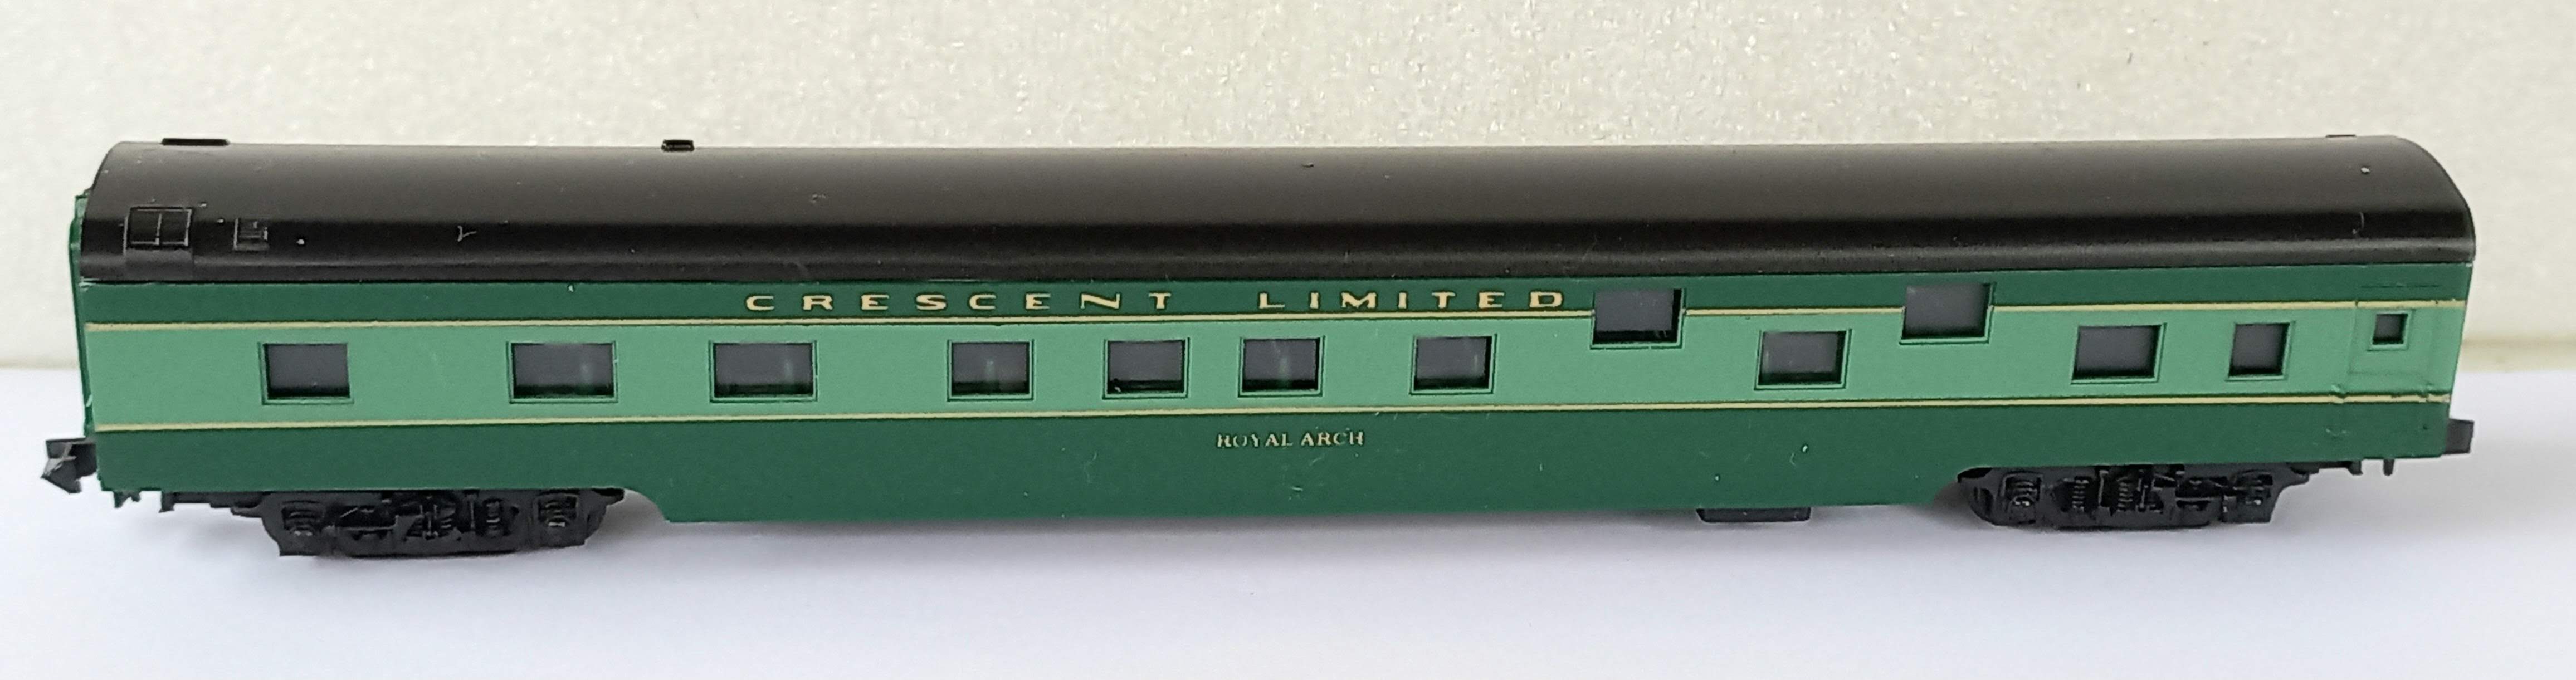 CRESCENT LIMITED
ROYAL ARCH